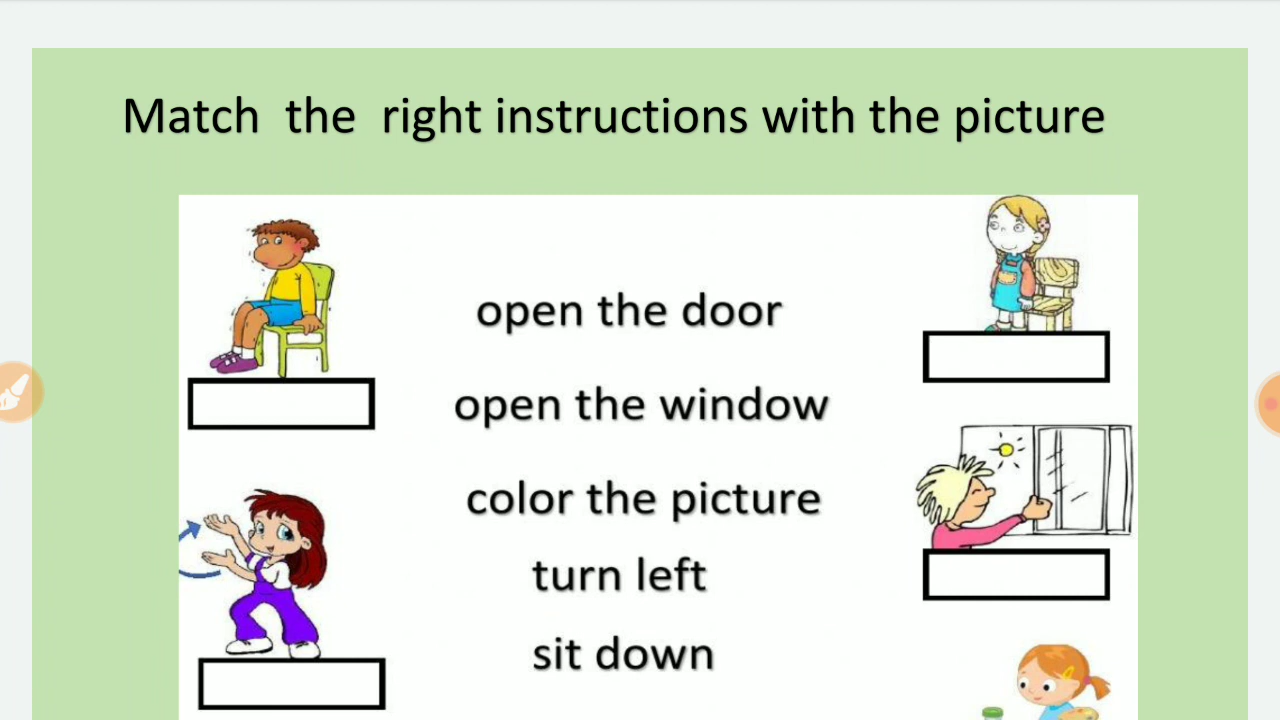 Match the right instructions with the picture
open the door
open the window
color the picture
turn left
sit down